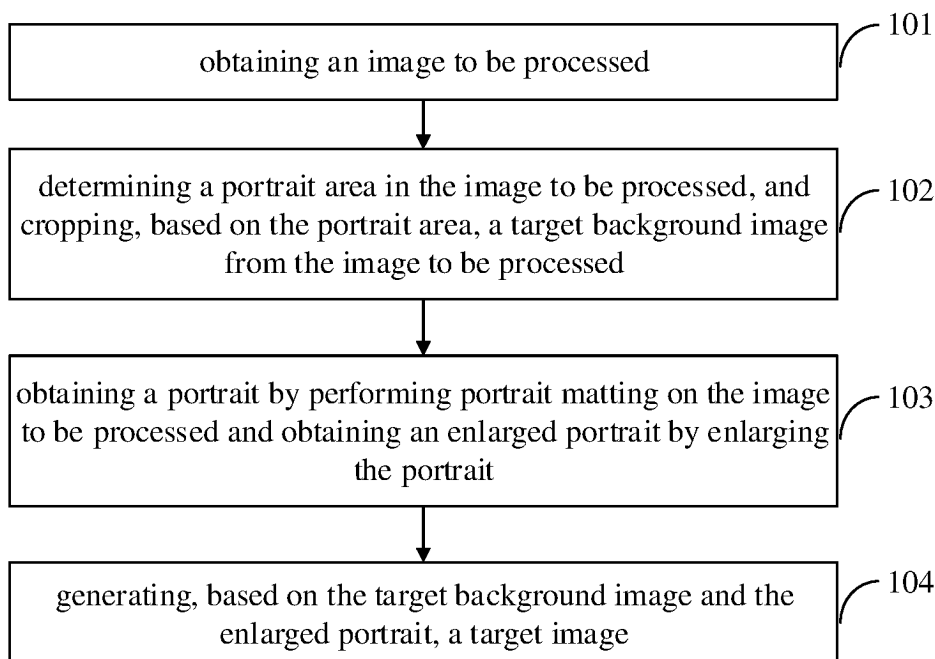 101
obtaining an image to be processed
102
determining a portrait area in the image to be processed, and
cropping, based on the portrait area, a target background image
from the image to be processed
103
obtaining a portrait by performing portrait matting on the image
to be processed and obtaining an enlarged portrait by enlarging
the portrait
104
generating, based on the target background image and the
enlarged portrait, a target image